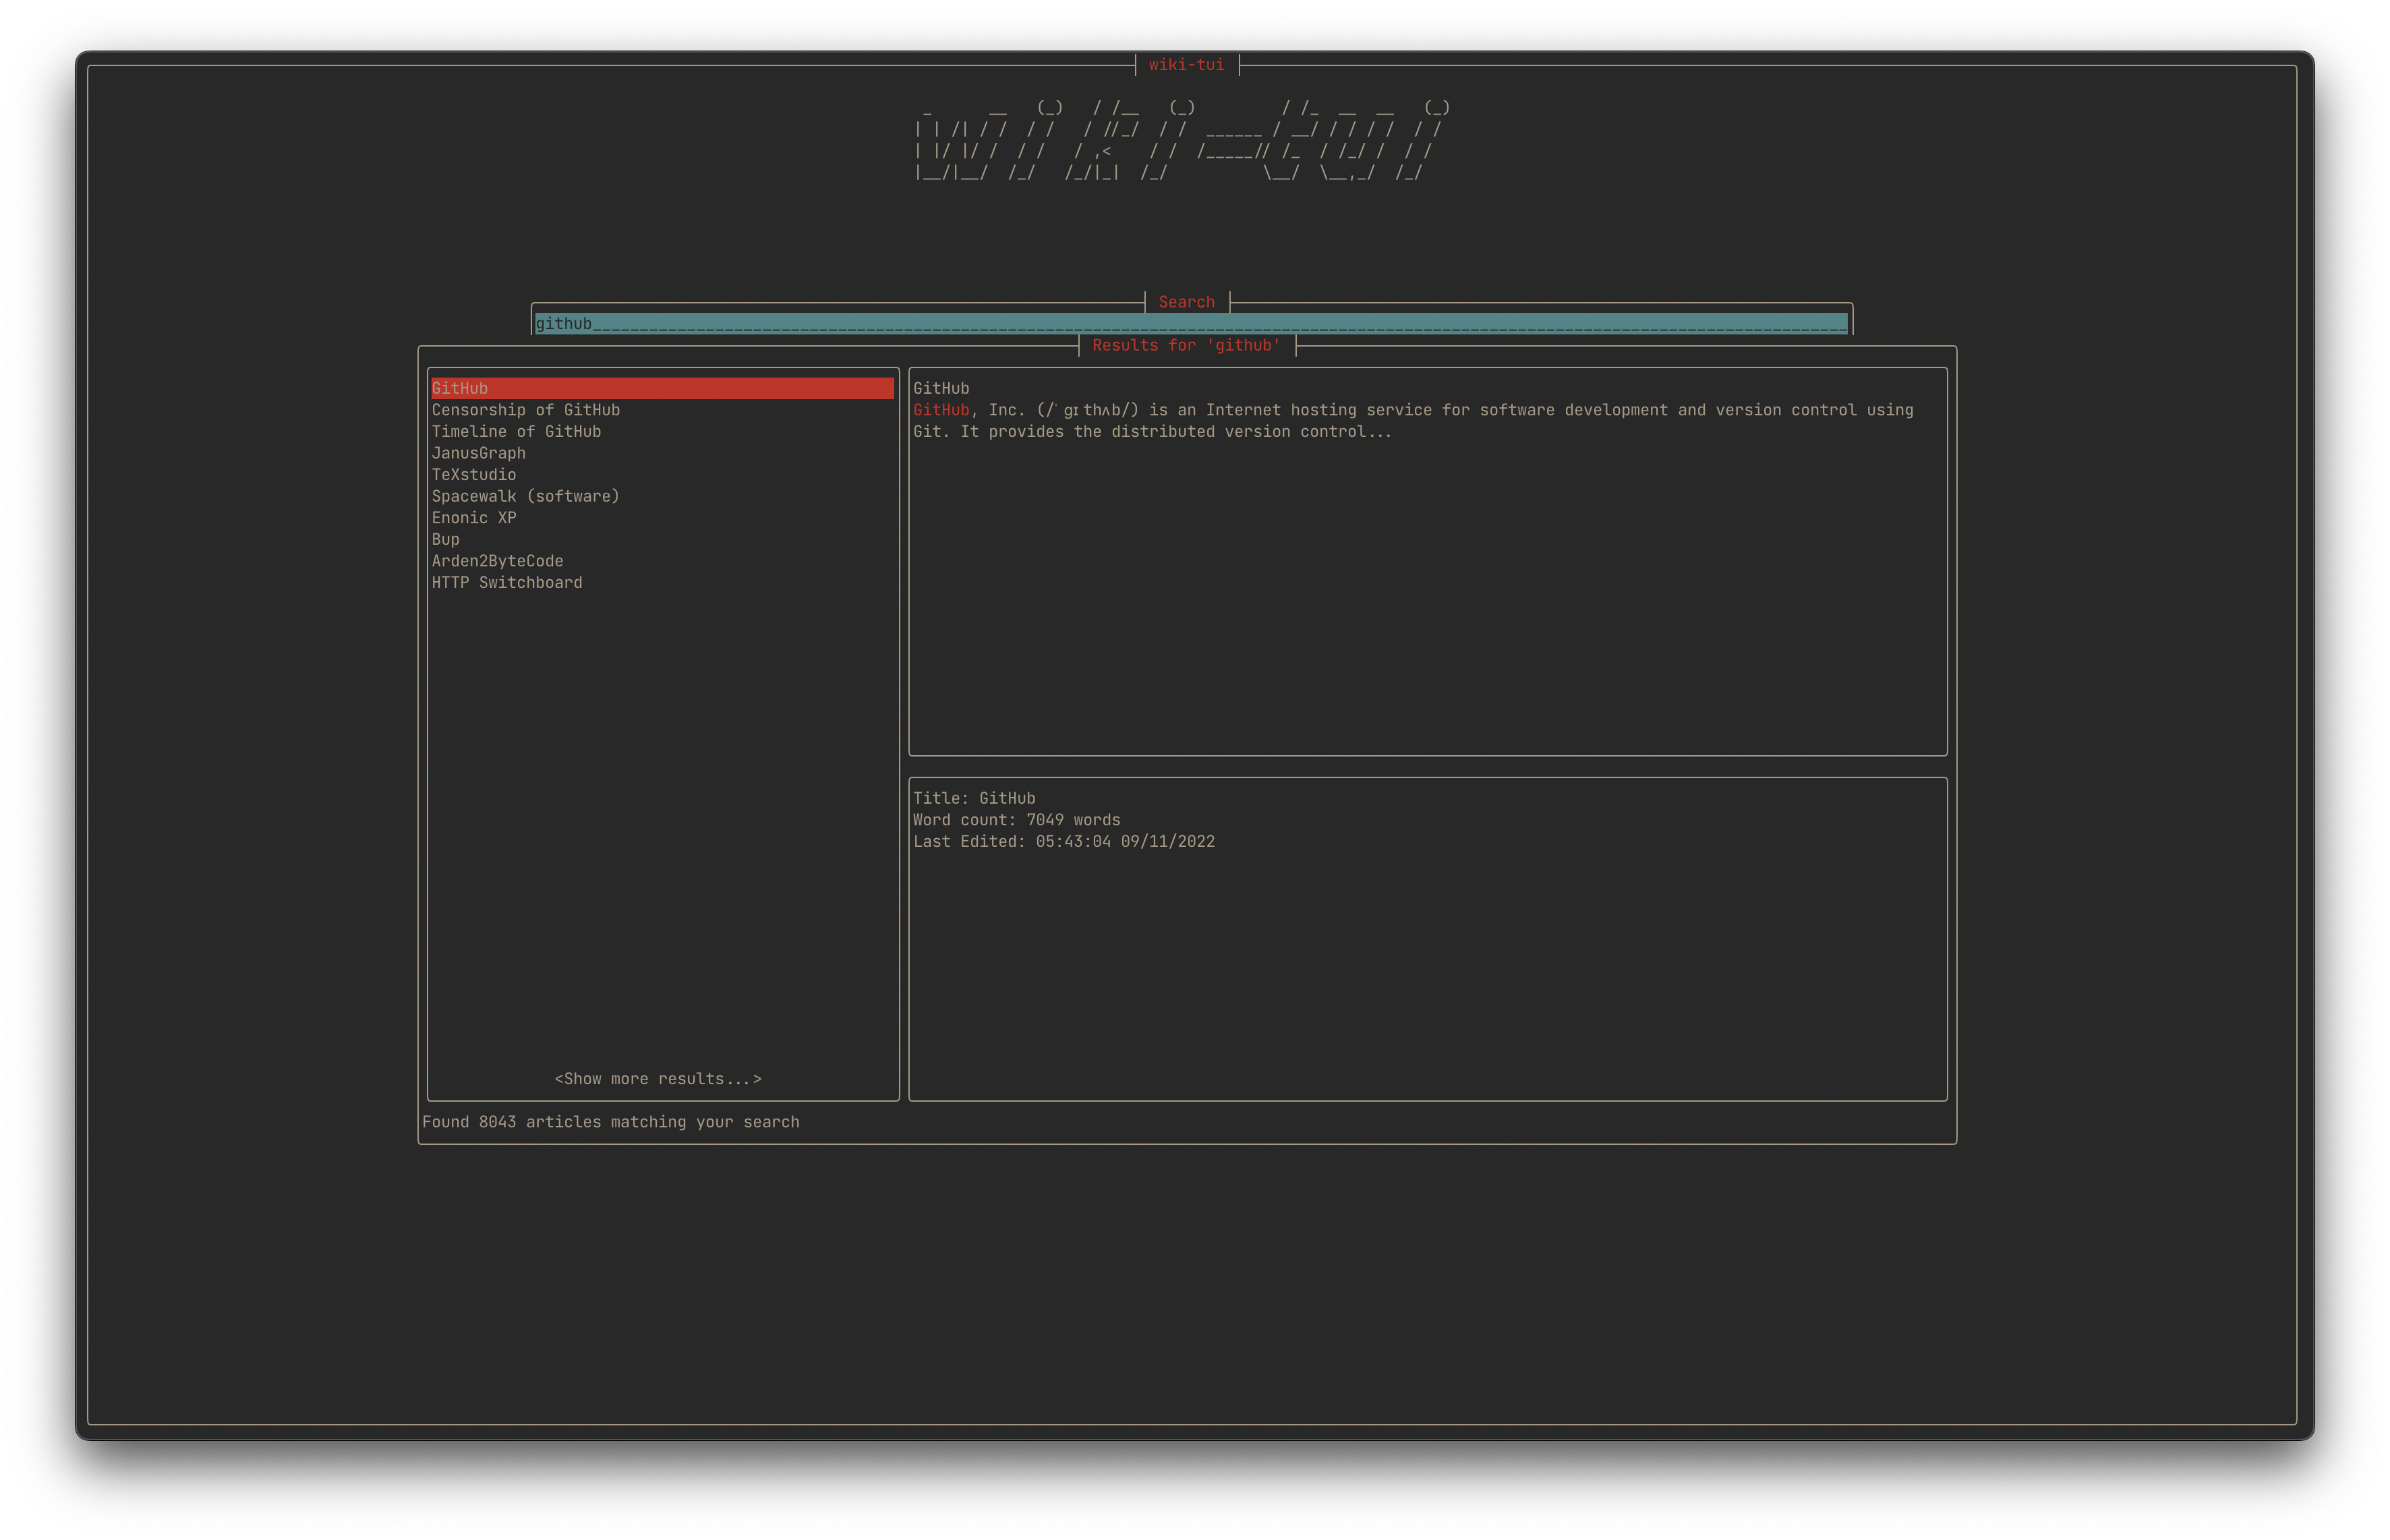 wiki-tui
wiki-tui
Search
github
Results for 'github'
GitHub
Censorship of GitHub
Timeline of GitHub
JanusGraph
TeXstudio
Spacewalk (software)
Enonic XP
Bup
Arden2ByteCode
HTTP Switchboard
<Show more results...>
GitHub
GitHub, Inc. (/ˈɡɪthʌb/) is an Internet hosting service for software development and version control using
Git. It provides the distributed version control...
Title: GitHub
Word count: 7049 words
Last Edited: 05:43:04 09/11/2022
Found 8043 articles matching your search